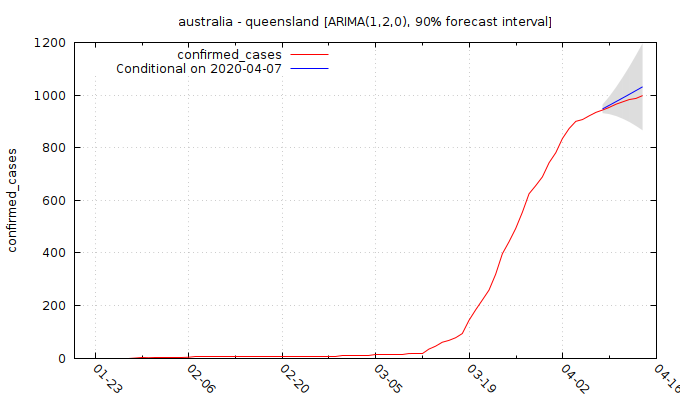 australia - queensland [ARIMA(1,2,0), 90% forecast interval]
confirmed_cases
Conditional on 2020-04-07
1200
1000
800
600
400
200
0
confirmed_cases
01-23 02-06 02-20 03-05 03-19 04-02 04-16